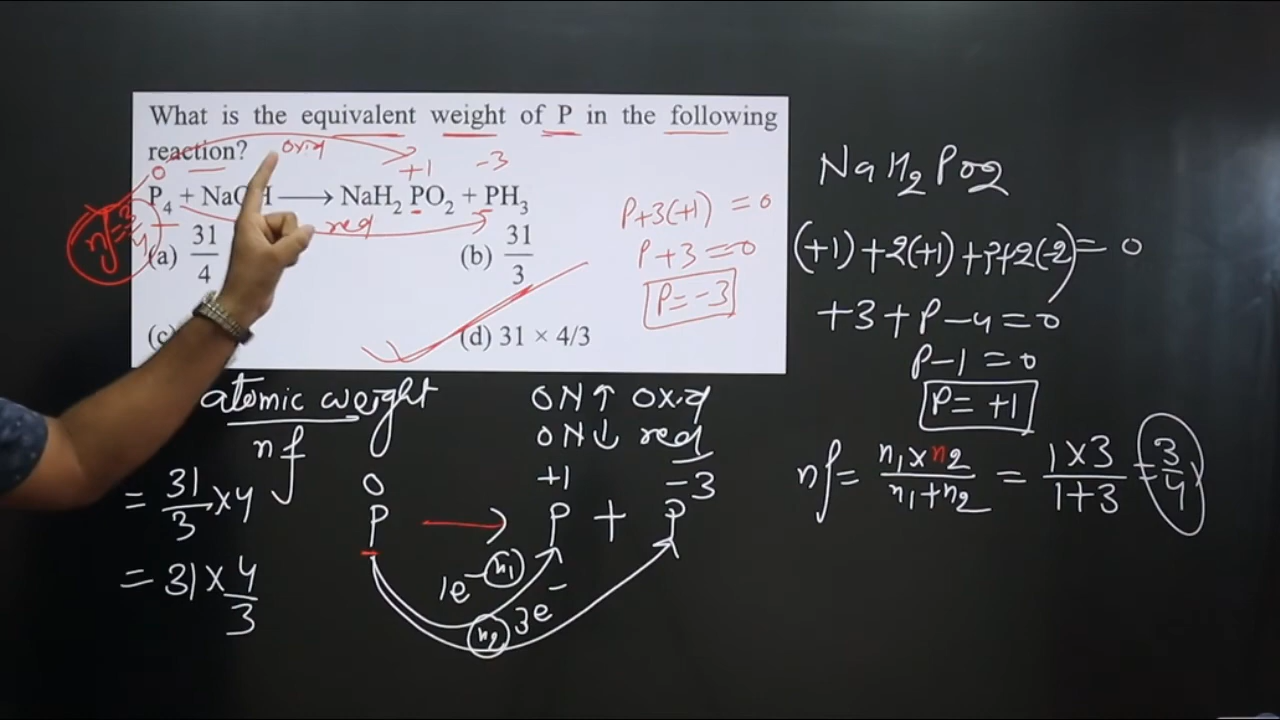 What is the equivalent weight of P in the following
reaction?
oxid
0
+1
-3
P4 + NaOH ⟶ NaH2 PO2 + PH3
red
nf=3/4
(a) 31/4
(b) 31/3
(c)
(d) 31 × 4/3
P+3(+1) = 0
P+3=0
P=-3
NaH2PO2
(+1)+2(+1)+P+2(-2)=0
+3+P-4=0
P-1=0
P=+1
atomic weight
nf
= 31/3 ×4
= 31×4/3
ON↑ oxid
ON↓ red
0 +1 -3
P ⟶ P + P
1e- n1
n2 3e-
nf = n1×n2/n1+n2 = 1×3/1+3 = 3/4